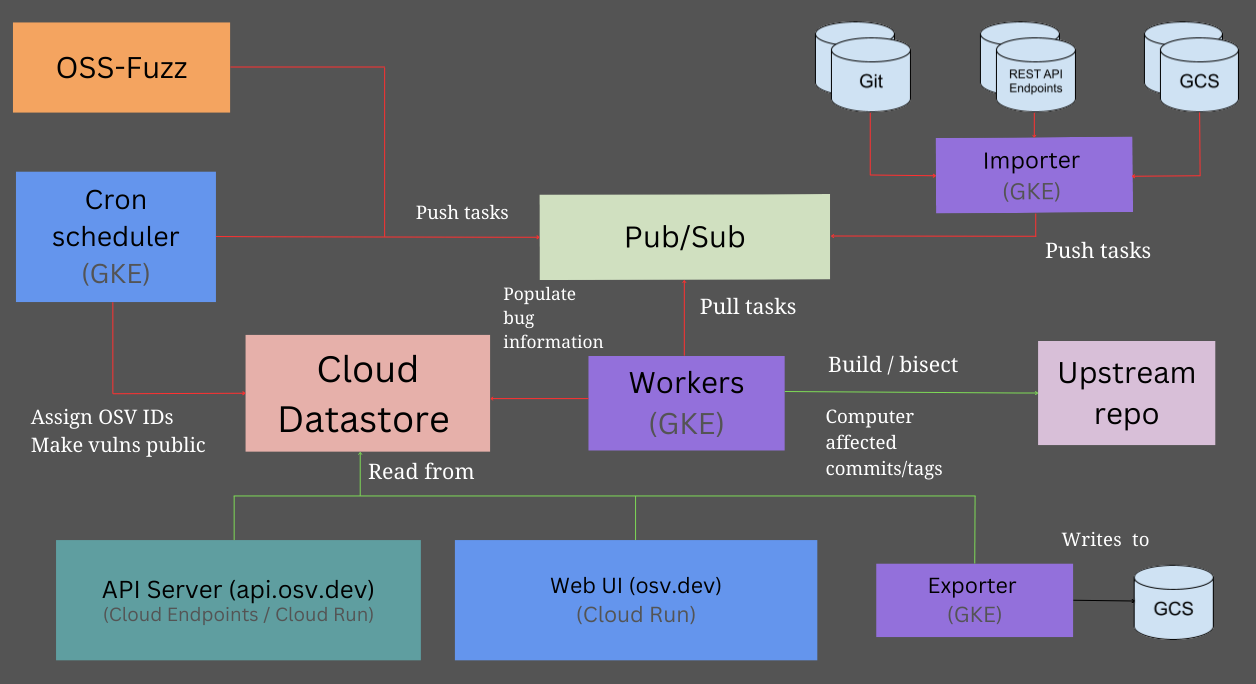 OSS-Fuzz
Git
REST API
Endpoints
GCS
Importer
(GKE)
Cron
scheduler
(GKE)
Push tasks
Pub/Sub
Push tasks
Populate
bug
information
Pull tasks
Cloud
Datastore
Workers
(GKE)
Build / bisect
Upstream
repo
Assign OSV IDs
Make vulns public
Computer
affected
commits/tags
Read from
API Server (api.osv.dev)
(Cloud Endpoints / Cloud Run)
Web UI (osv.dev)
(Cloud Run)
Exporter
(GKE)
Writes to
GCS